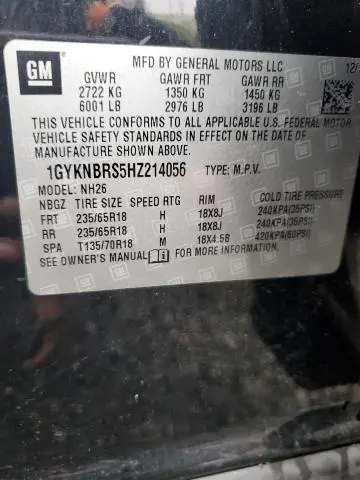 GM
MFD BY GENERAL MOTORS LLC 12/
GVWR GAWR FRT GAWR RR
2722 KG 1350 KG 1450 KG
6001 LB 2976 LB 3196 LB
THIS VEHICLE CONFORMS TO ALL APPLICABLE U.S. FEDERAL MOTOR
VEHICLE SAFETY STANDARDS IN EFFECT ON THE DATE OF
MANUFACTURE SHOWN ABOVE.
1GYKNBRS5HZ214056 TYPE: M.P.V.
MODEL: NH26
NBGZ TIRE SIZE SPEED RTG RIM COLD TIRE PRESSURE
FRT 235/65R18 H 18X8J 240KPA(35PSI)
RR 235/65R18 H 18X8J 240KPA(35PSI)
SPA T135/70R18 M 18X4.5B 420KPA(60PSI)
SEE OWNER'S MANUAL